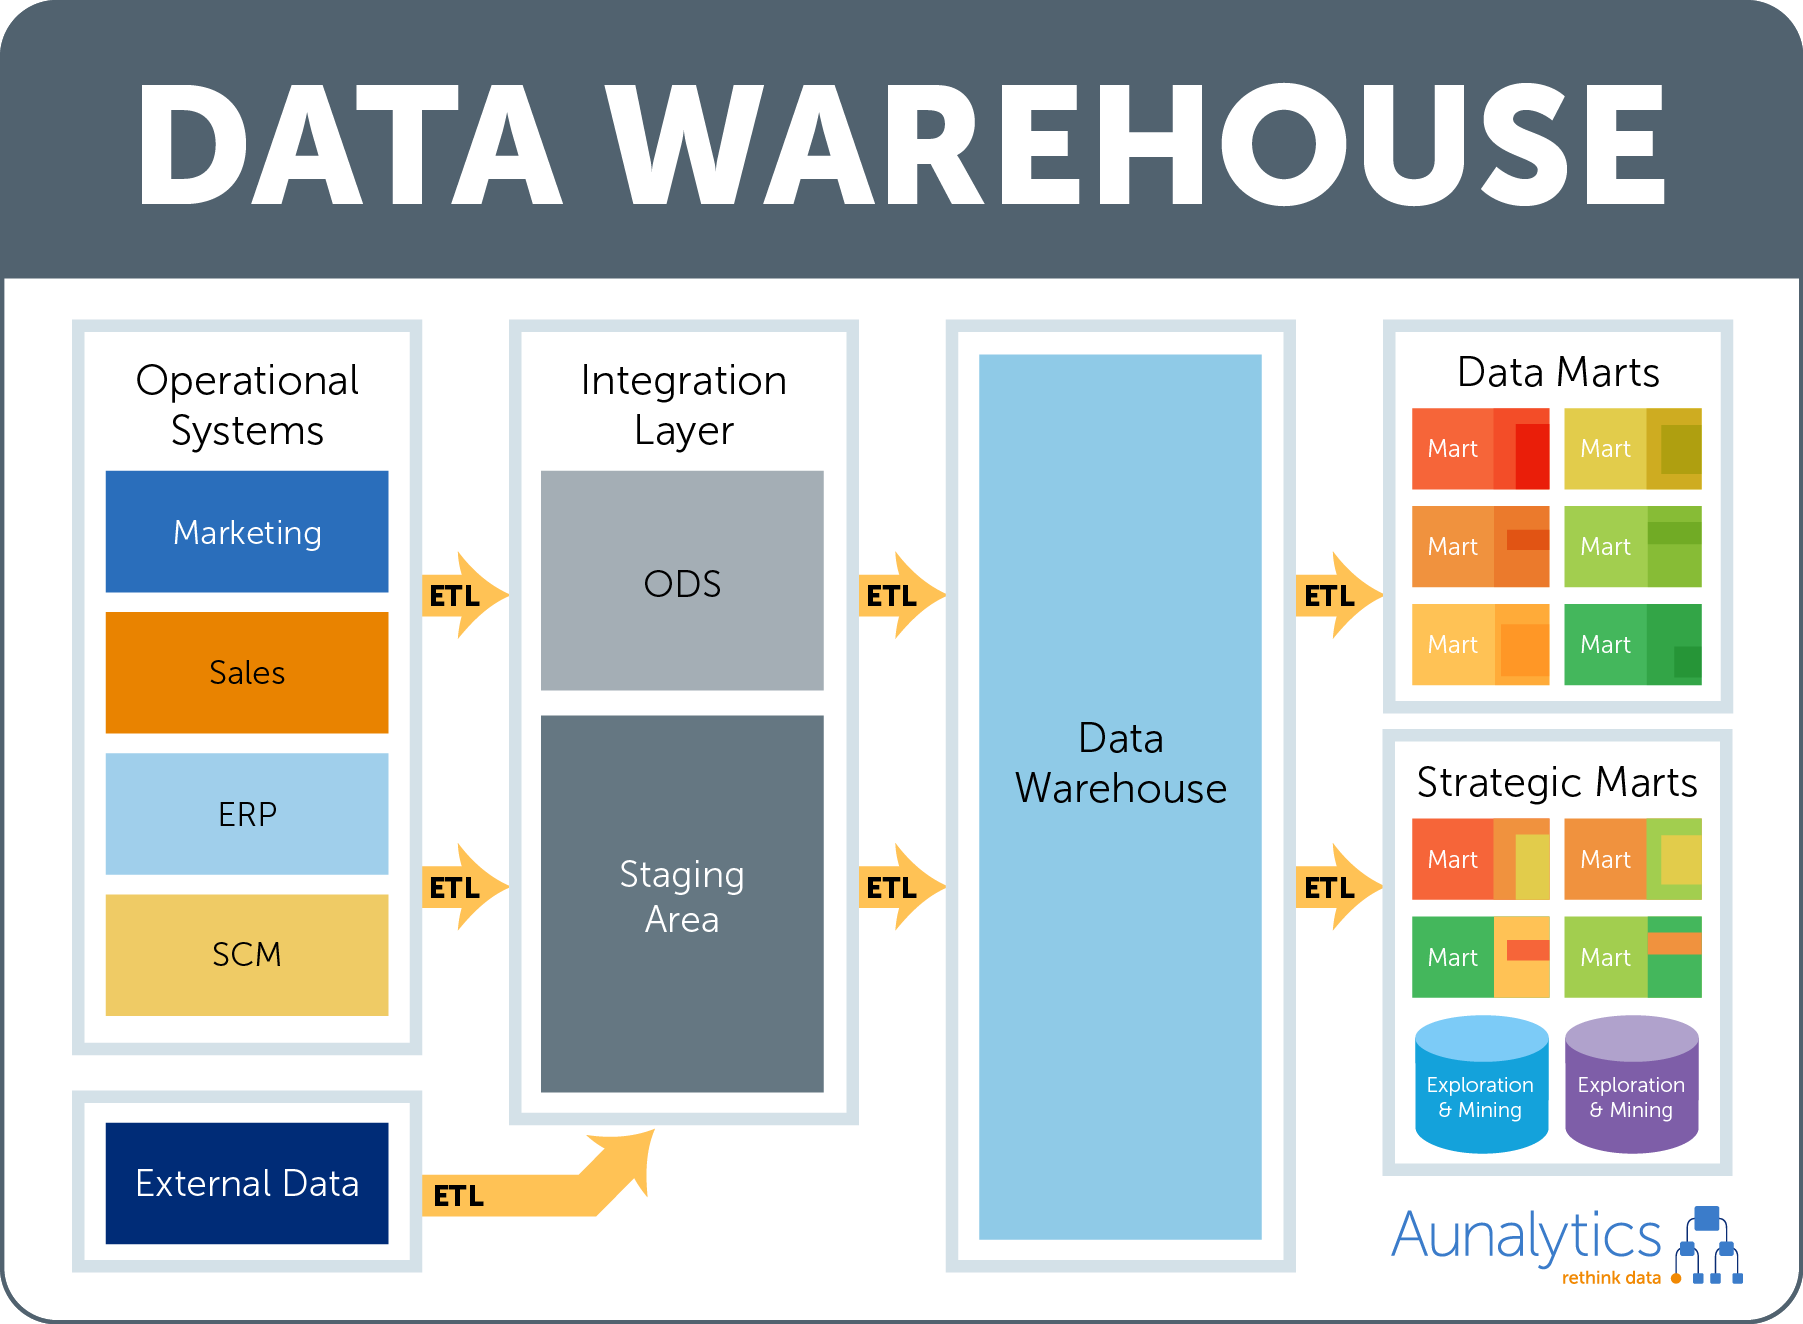 DATA WAREHOUSE
Operational
Systems
Marketing
Sales
ERP
SCM
External Data
ETL
ETL
ETL
Integration
Layer
ODS
Staging
Area
ETL
ETL
Data
Warehouse
ETL
ETL
Data Marts
Mart
Mart
Mart
Mart
Mart
Mart
Strategic Marts
Mart
Mart
Mart
Mart
Exploration
& Mining
Exploration
& Mining
Aunalytics
rethink data